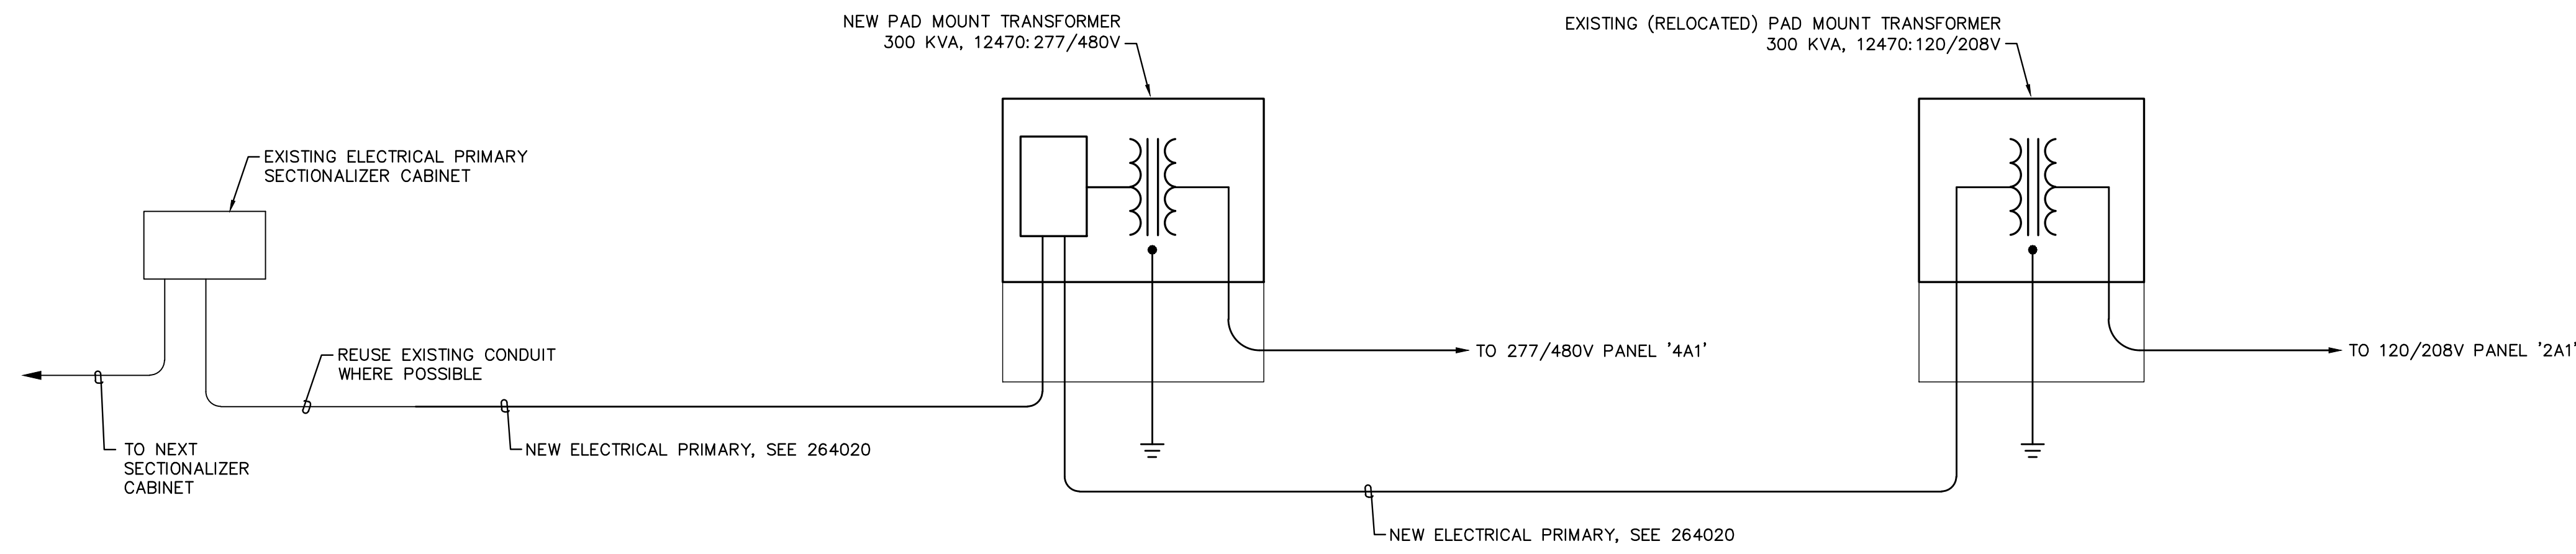 NEW PAD MOUNT TRANSFORMER
300 KVA, 12470:277/480V
EXISTING (RELOCATED) PAD MOUNT TRANSFORMER
300 KVA, 12470:120/208V
EXISTING ELECTRICAL PRIMARY
SECTIONALIZER CABINET
REUSE EXISTING CONDUIT
WHERE POSSIBLE
TO 277/480V PANEL '4A1'
TO 120/208V PANEL '2A1'
TO NEXT
SECTIONALIZER
CABINET
NEW ELECTRICAL PRIMARY, SEE 264020
NEW ELECTRICAL PRIMARY, SEE 264020